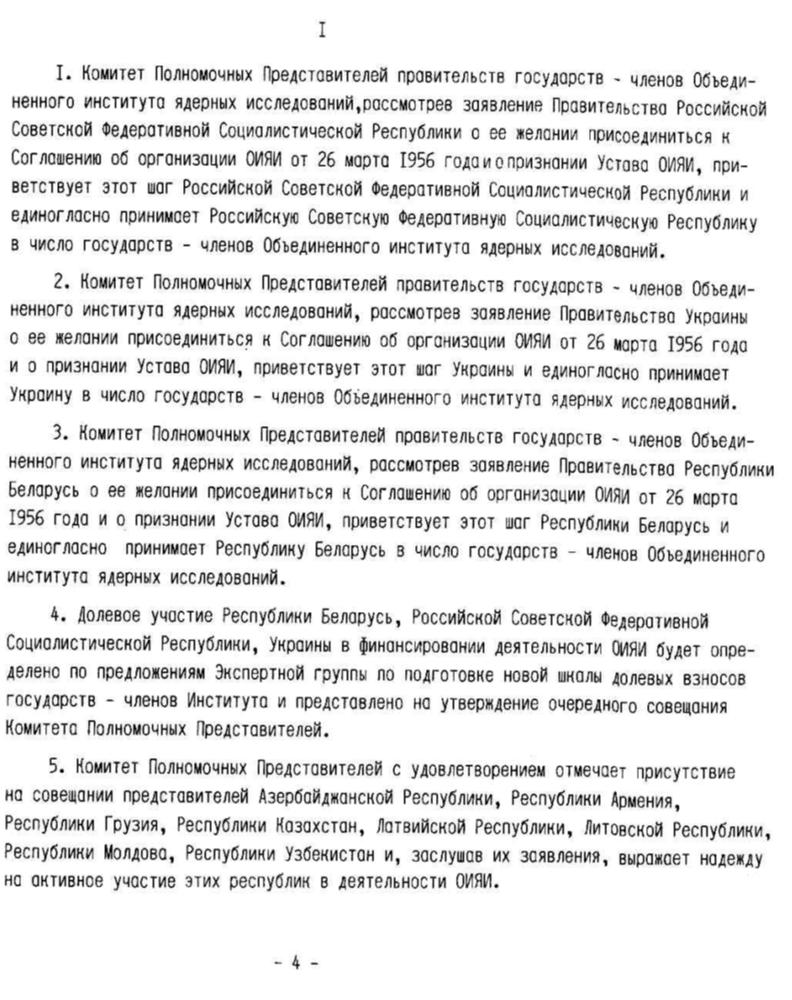 I
I. Комитет Полномочных Представителей правительств государств - членов Объеди-
ненного института ядерных исследований,рассмотрев заявление Правительства Российской
Советской Федеративной Социалистической Республики о ее желании присоединиться к
Соглашению об организации ОИЯИ от 26 марта I956 года и о признании Устава ОИЯИ, при-
ветствует этот шаг Российской Советской Федеративной Социалистической Республики и
единогласно принимает Российскую Советскую Федеративную Социалистическую Республику
в число государств - членов Объединенного института ядерных исследований.
2. Комитет Полномочных Представителей правительств государств - членов Объеди-
ненного института ядерных исследований, рассмотрев заявление Правительства Украины
о ее желании присоединиться к Соглашению об организации ОИЯИ от 26 марта I956 года
и о признании Устава ОИЯИ, приветствует этот шаг Украины и единогласно принимает
Украину в число государств - членов Объединенного института ядерных исследований.
3. Комитет Полномочных Представителей правительств государств - членов Объеди-
ненного института ядерных исследований, рассмотрев заявление Правительства Республики
Беларусь о ее желании присоединиться к Соглашению об организации ОИЯИ от 26 марта
I956 года и о признании Устава ОИЯИ, приветствует этот шаг Республики Беларусь и
единогласно принимает Республику Беларусь в число государств - членов Объединенного
института ядерных исследований.
4. Долевое участие Республики Беларусь, Российской Советской Федеративной
Социалистической Республики, Украины в финансировании деятельности ОИЯИ будет опре-
делено по предложениям Экспертной группы по подготовке новой шкалы долевых взносов
государств - членов Института и представлено на утверждение очередного совещания
Комитета Полномочных Представителей.
5. Комитет Полномочных Представителей с удовлетворением отмечает присутствие
на совещании представителей Азербайджанской Республики, Республики Армения,
Республики Грузия, Республики Казахстан, Латвийской Республики, Литовской Республики,
Республики Молдова, Республики Узбекистан и, заслушав их заявления, выражает надежду
на активное участие этих республик в деятельности ОИЯИ.
- 4 -